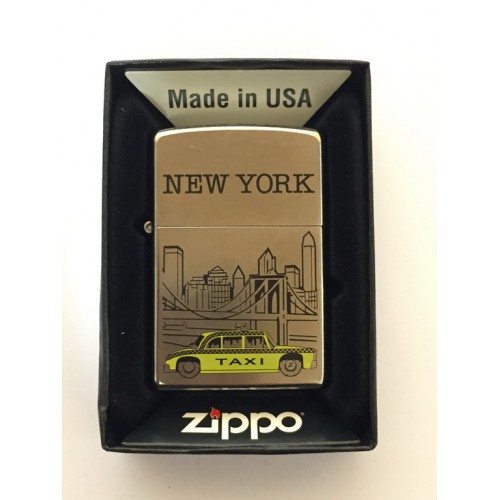 Made in USA
NEW YORK
TAXI
zippo